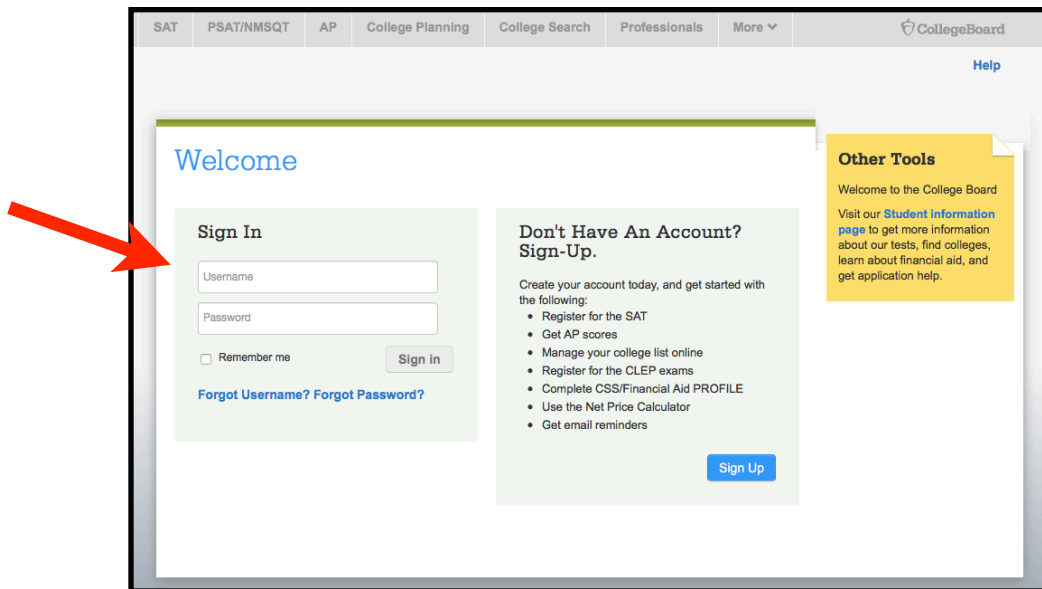 SAT PSAT/NMSQT AP College Planning College Search Professionals More CollegeBoard
Help
Welcome
Sign In
Username
Password
Remember me Sign in
Forgot Username? Forgot Password?
Don't Have An Account?
Sign-Up.
Create your account today, and get started with
the following:
• Register for the SAT
• Get AP scores
• Manage your college list online
• Register for the CLEP exams
• Complete CSS/Financial Aid PROFILE
• Use the Net Price Calculator
• Get email reminders
Sign Up
Other Tools
Welcome to the College Board
Visit our Student information
page to get more information
about our tests, find colleges,
learn about financial aid, and
get application help.